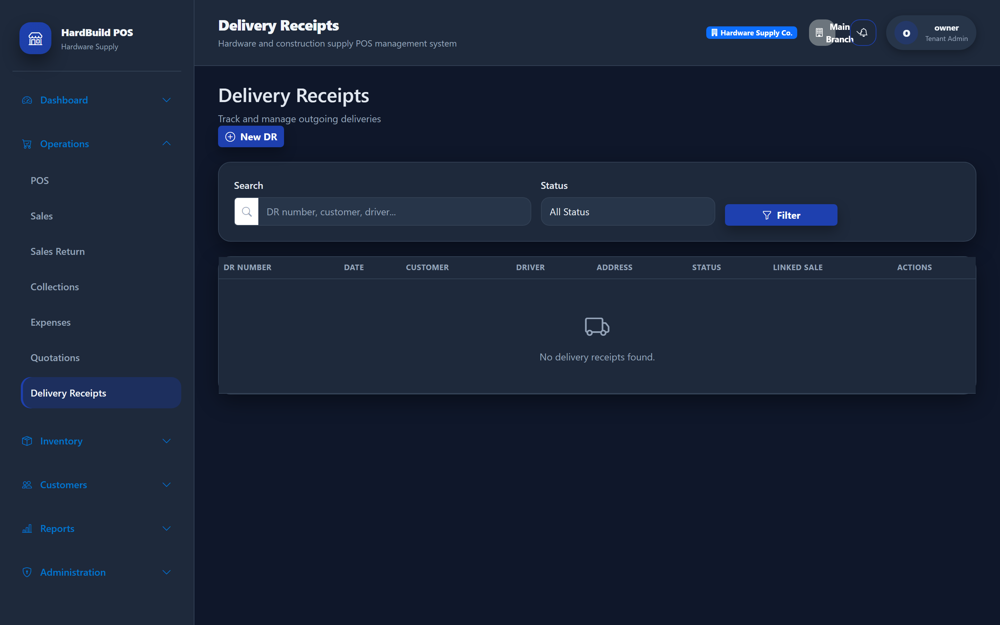 HardBuild POS
Hardware Supply
Dashboard
Operations
POS
Sales
Sales Return
Collections
Expenses
Quotations
Delivery Receipts
Inventory
Customers
Reports
Administration
Delivery Receipts
Hardware and construction supply POS management system
Hardware Supply Co.
Main
Branch
o
owner
Tenant Admin
Delivery Receipts
Track and manage outgoing deliveries
New DR
Search
Status
DR number, customer, driver...
All Status
Filter
DR NUMBER DATE CUSTOMER DRIVER ADDRESS STATUS LINKED SALE ACTIONS
No delivery receipts found.